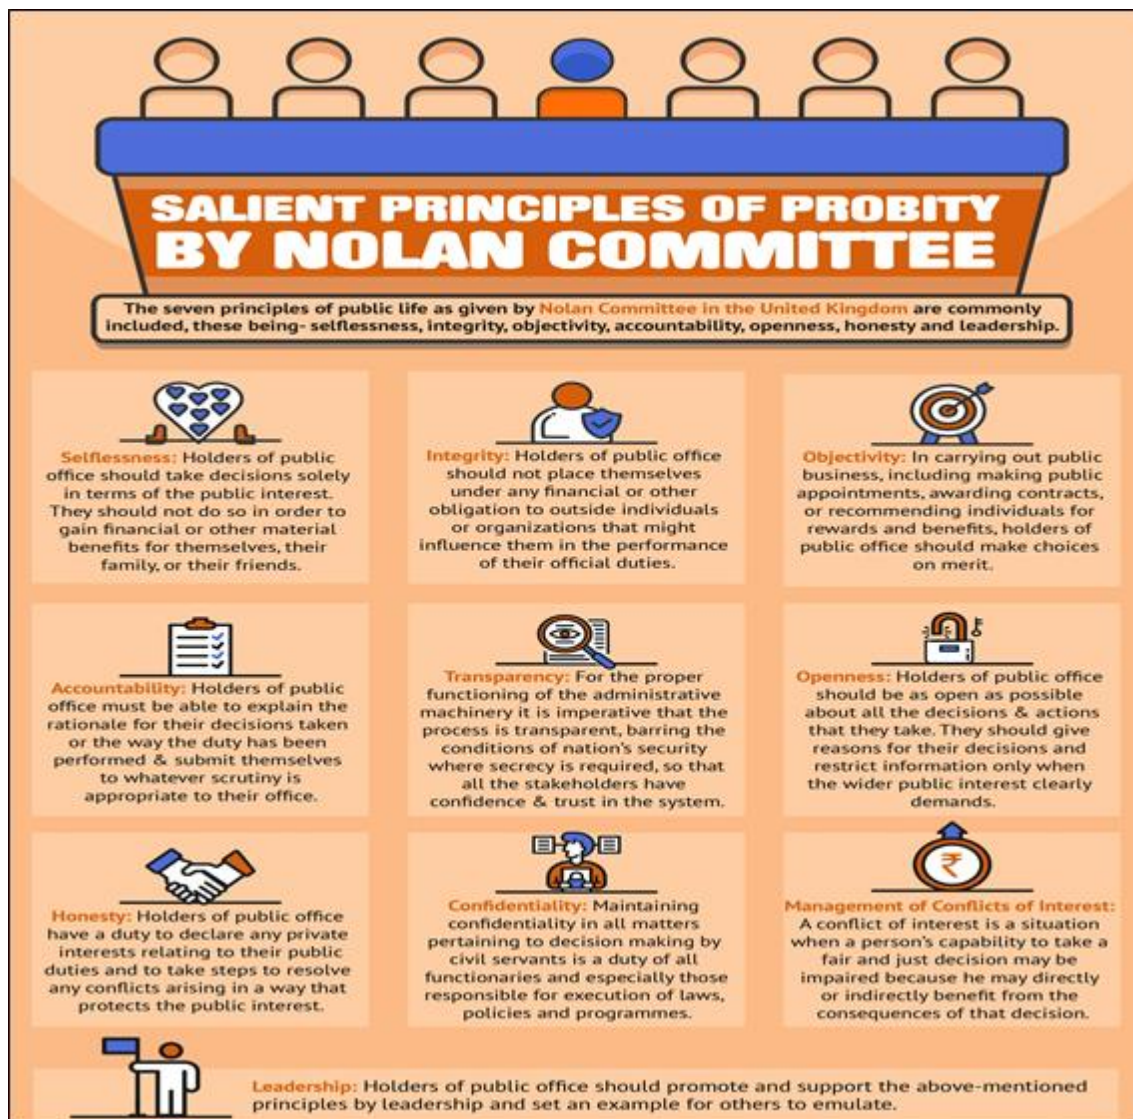 SALIENT PRINCIPLES OF PROBITY
BY NOLAN COMMITTEE
The seven principles of public life as given by Nolan Committee in the United Kingdom are commonly
included, these being- selflessness, integrity, objectivity, accountability, openness, honesty and leadership.
Selflessness: Holders of public
office should take decisions solely
in terms of the public interest.
They should not do so in order to
gain financial or other material
benefits for themselves, their
family, or their friends.
Integrity: Holders of public office
should not place themselves
under any financial or other
obligation to outside individuals
or organizations that might
influence them in the performance
of their official duties.
Objectivity: In carrying out public
business, including making public
appointments, awarding contracts,
or recommending individuals for
rewards and benefits, holders of
public office should make choices
on merit.
Accountability: Holders of public
office must be able to explain the
rationale for their decisions taken
or the way the duty has been
performed & submit themselves
to whatever scrutiny is
appropriate to their office.
Transparency: For the proper
functioning of the administrative
machinery it is imperative that the
process is transparent, barring the
conditions of nation's security
where secrecy is required, so that
all the stakeholders have
confidence & trust in the system.
Openness: Holders of public office
should be as open as possible
about all the decisions & actions
that they take. They should give
reasons for their decisions and
restrict information only when
the wider public interest clearly
demands.
Honesty: Holders of public office
have a duty to declare any private
interests relating to their public
duties and to take steps to resolve
any conflicts arising in a way that
protects the public interest.
Confidentiality: Maintaining
confidentiality in all matters
pertaining to decision making by
civil servants is a duty of all
functionaries and especially those
responsible for execution of laws,
policies and programmes.
₹
Management of Conflicts of Interest:
A conflict of interest is a situation
when a person's capability to take a
fair and just decision may be
impaired because he may directly
or indirectly benefit from the
consequences of that decision.
Leadership: Holders of public office should promote and support the above-mentioned
principles by leadership and set an example for others to emulate.